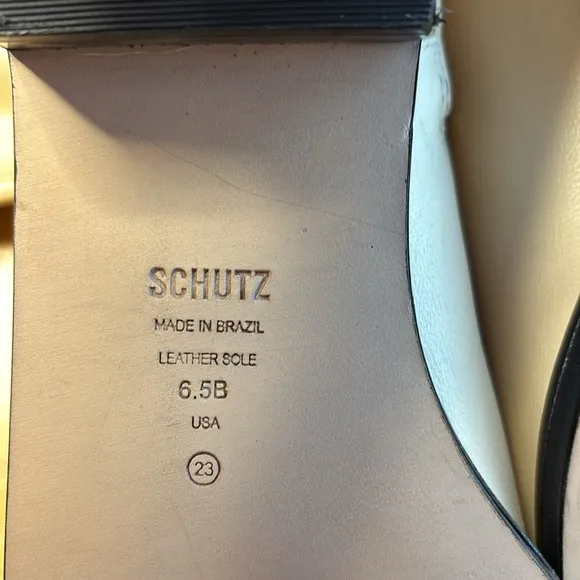 SCHUTZ
MADE IN BRAZIL
LEATHER SOLE
6.5B
USA
23